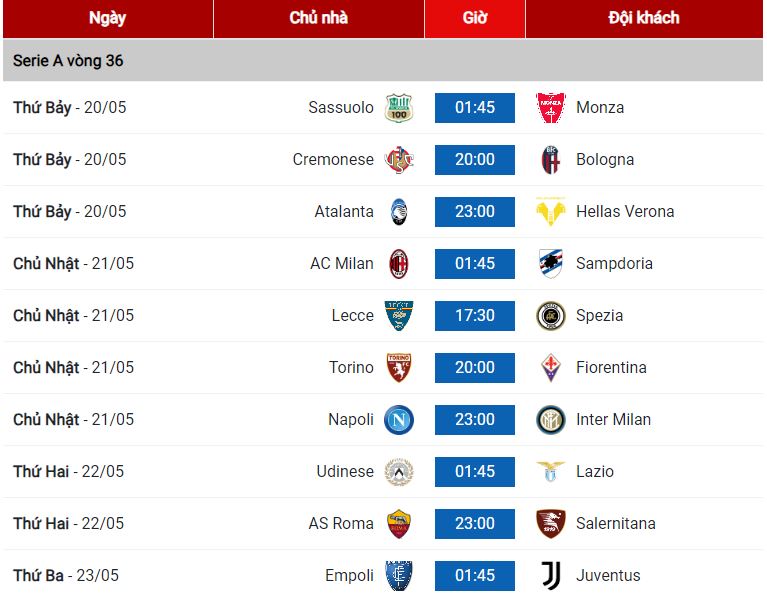 Ngày Chủ nhà Giờ Đội khách
Serie A vòng 36
Thứ Bảy - 20/05 Sassuolo 01:45 Monza
Thứ Bảy - 20/05 Cremonese 20:00 Bologna
Thứ Bảy - 20/05 Atalanta 23:00 Hellas Verona
Chủ Nhật - 21/05 AC Milan 01:45 Sampdoria
Chủ Nhật - 21/05 Lecce 17:30 Spezia
Chủ Nhật - 21/05 Torino 20:00 Fiorentina
Chủ Nhật - 21/05 Napoli 23:00 Inter Milan
Thứ Hai - 22/05 Udinese 01:45 Lazio
Thứ Hai - 22/05 AS Roma 23:00 Salernitana
Thứ Ba - 23/05 Empoli 01:45 Juventus